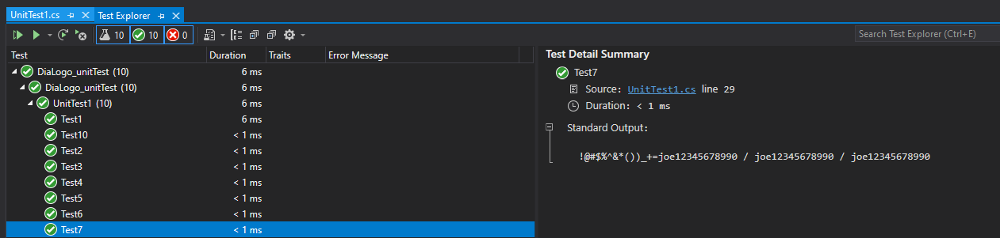 UnitTest1.cs
Test Explorer
10 10 0
Search Test Explorer (Ctrl+E)
Test Duration Traits Error Message
DiaLogo_unitTest (10) 6 ms
DiaLogo_unitTest (10) 6 ms
UnitTest1 (10) 6 ms
Test1 6 ms
Test10 < 1 ms
Test2 < 1 ms
Test3 < 1 ms
Test4 < 1 ms
Test5 < 1 ms
Test6 < 1 ms
Test7 < 1 ms
Test Detail Summary
Test7
Source: UnitTest1.cs line 29
Duration: < 1 ms
Standard Output:
!@#$%^&*())_+=joe12345678990 / joe12345678990 / joe12345678990